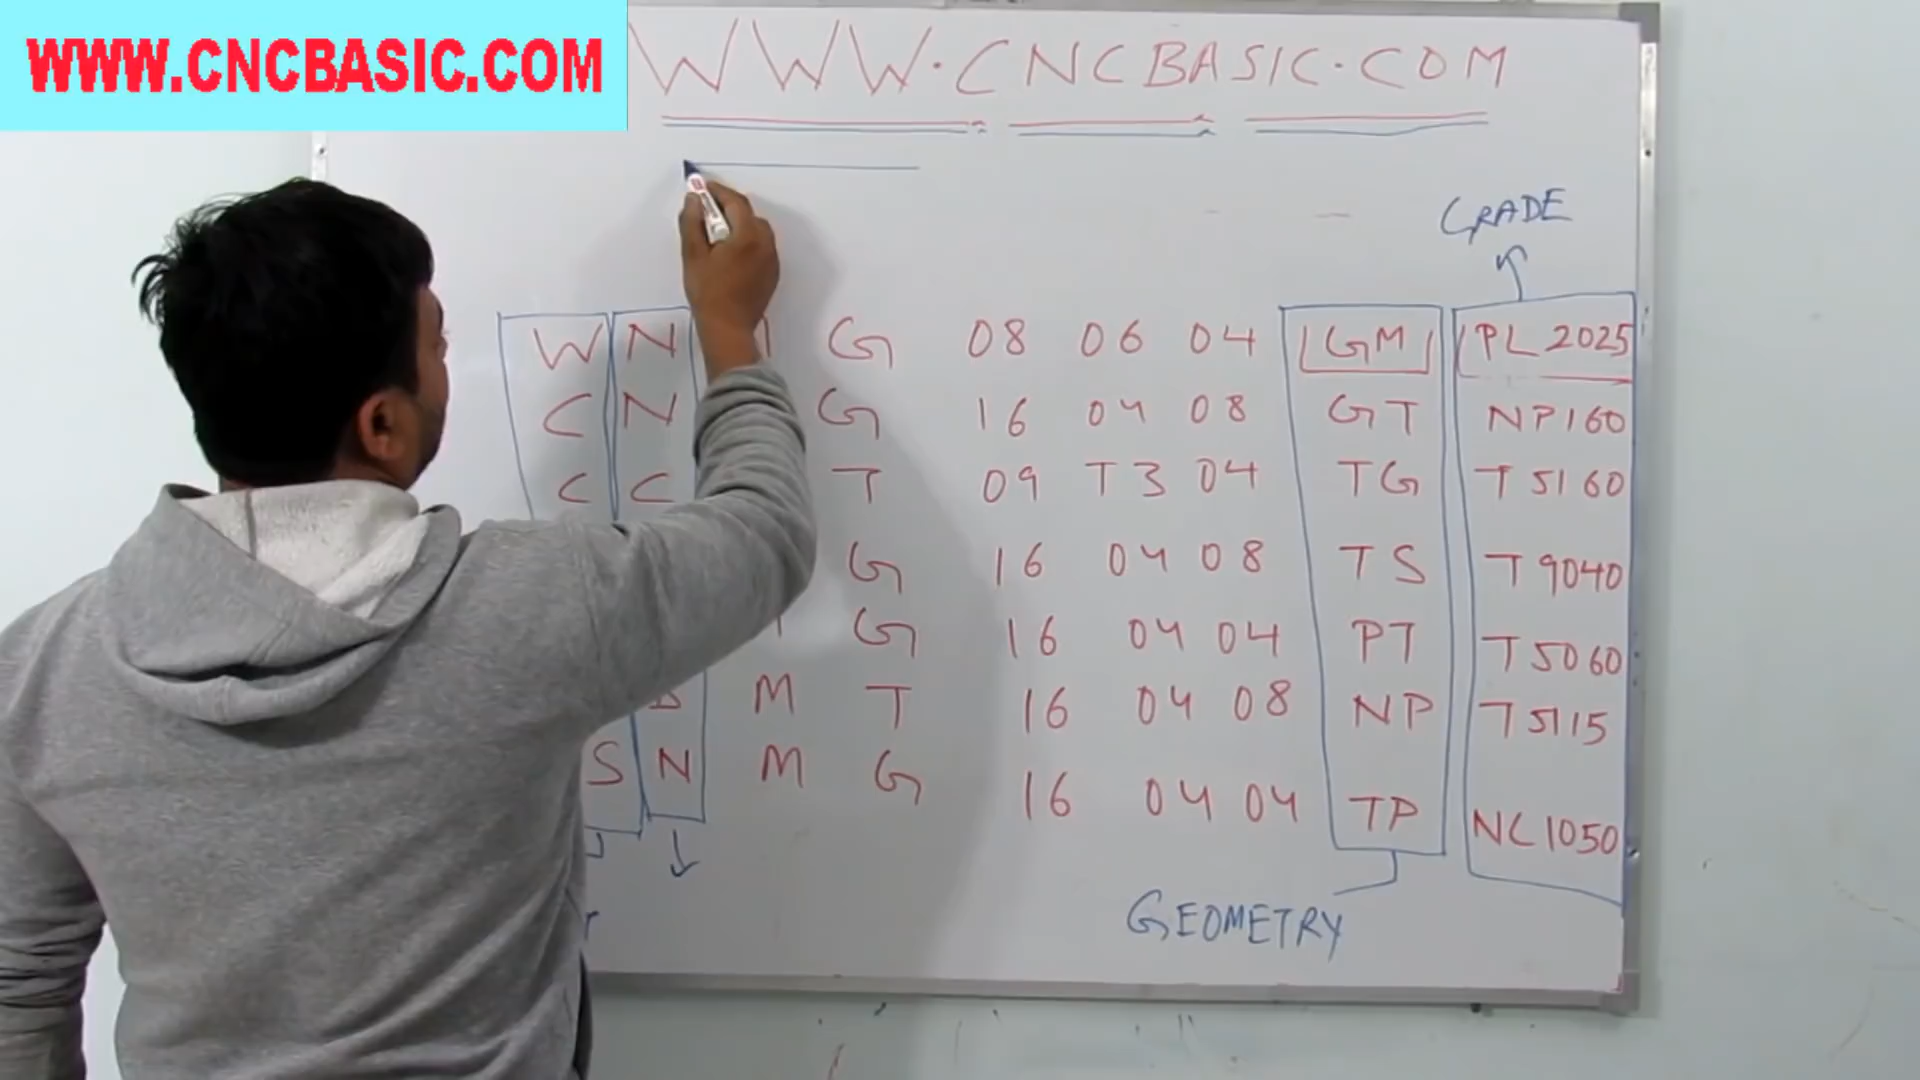 WWW.CNCBASIC.COM
WWW.CNCBASIC.COM
GRADE
W N G 08 06 04 GM PL2025
C N G 16 04 08 GT NP160
C C T 09 T3 04 TG T5160
G 16 04 08 TS T9040
G 16 04 04 PT T5060
M T 16 04 08 NP T5115
S N M G 16 04 04 TP NC1050
GEOMETRY